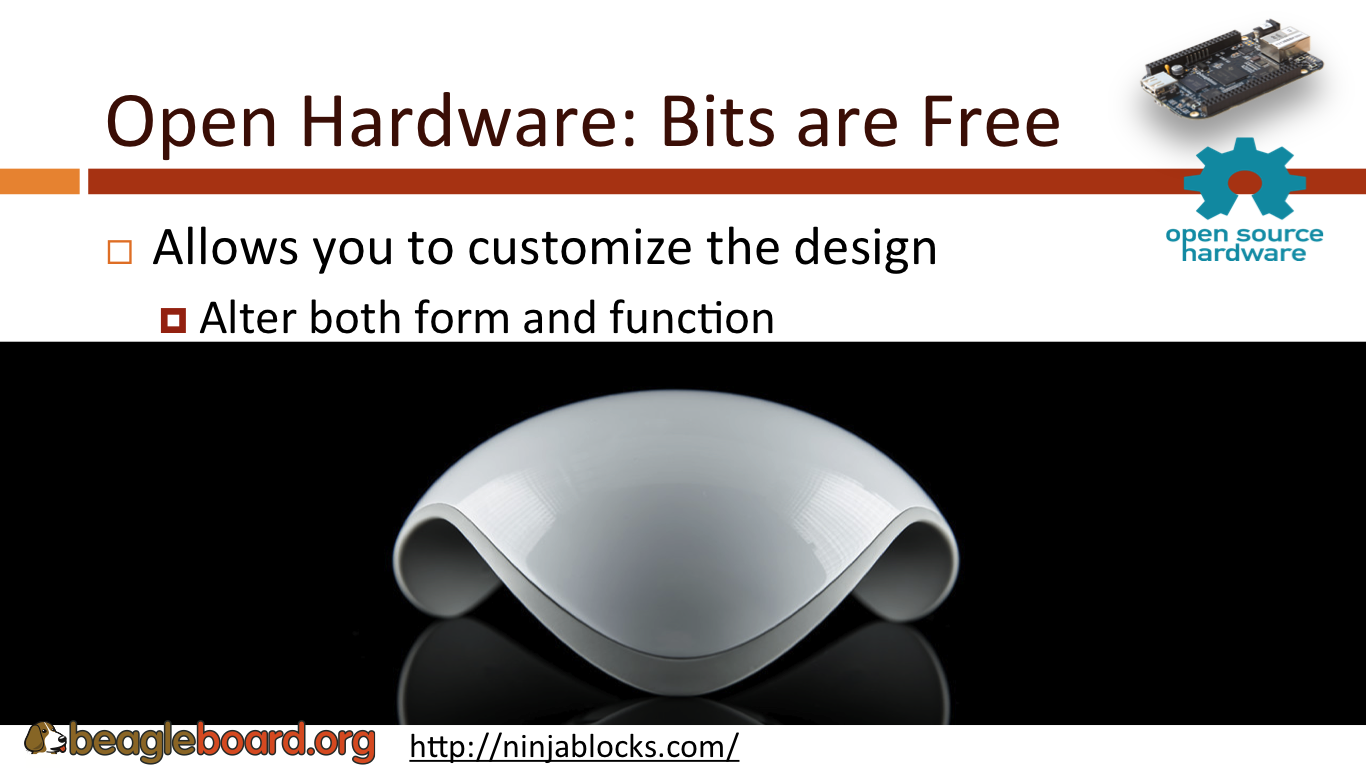 Open Hardware: Bits are Free
open source
hardware
Allows you to customize the design
Alter both form and function
beagleboard.org
http://ninjablocks.com/